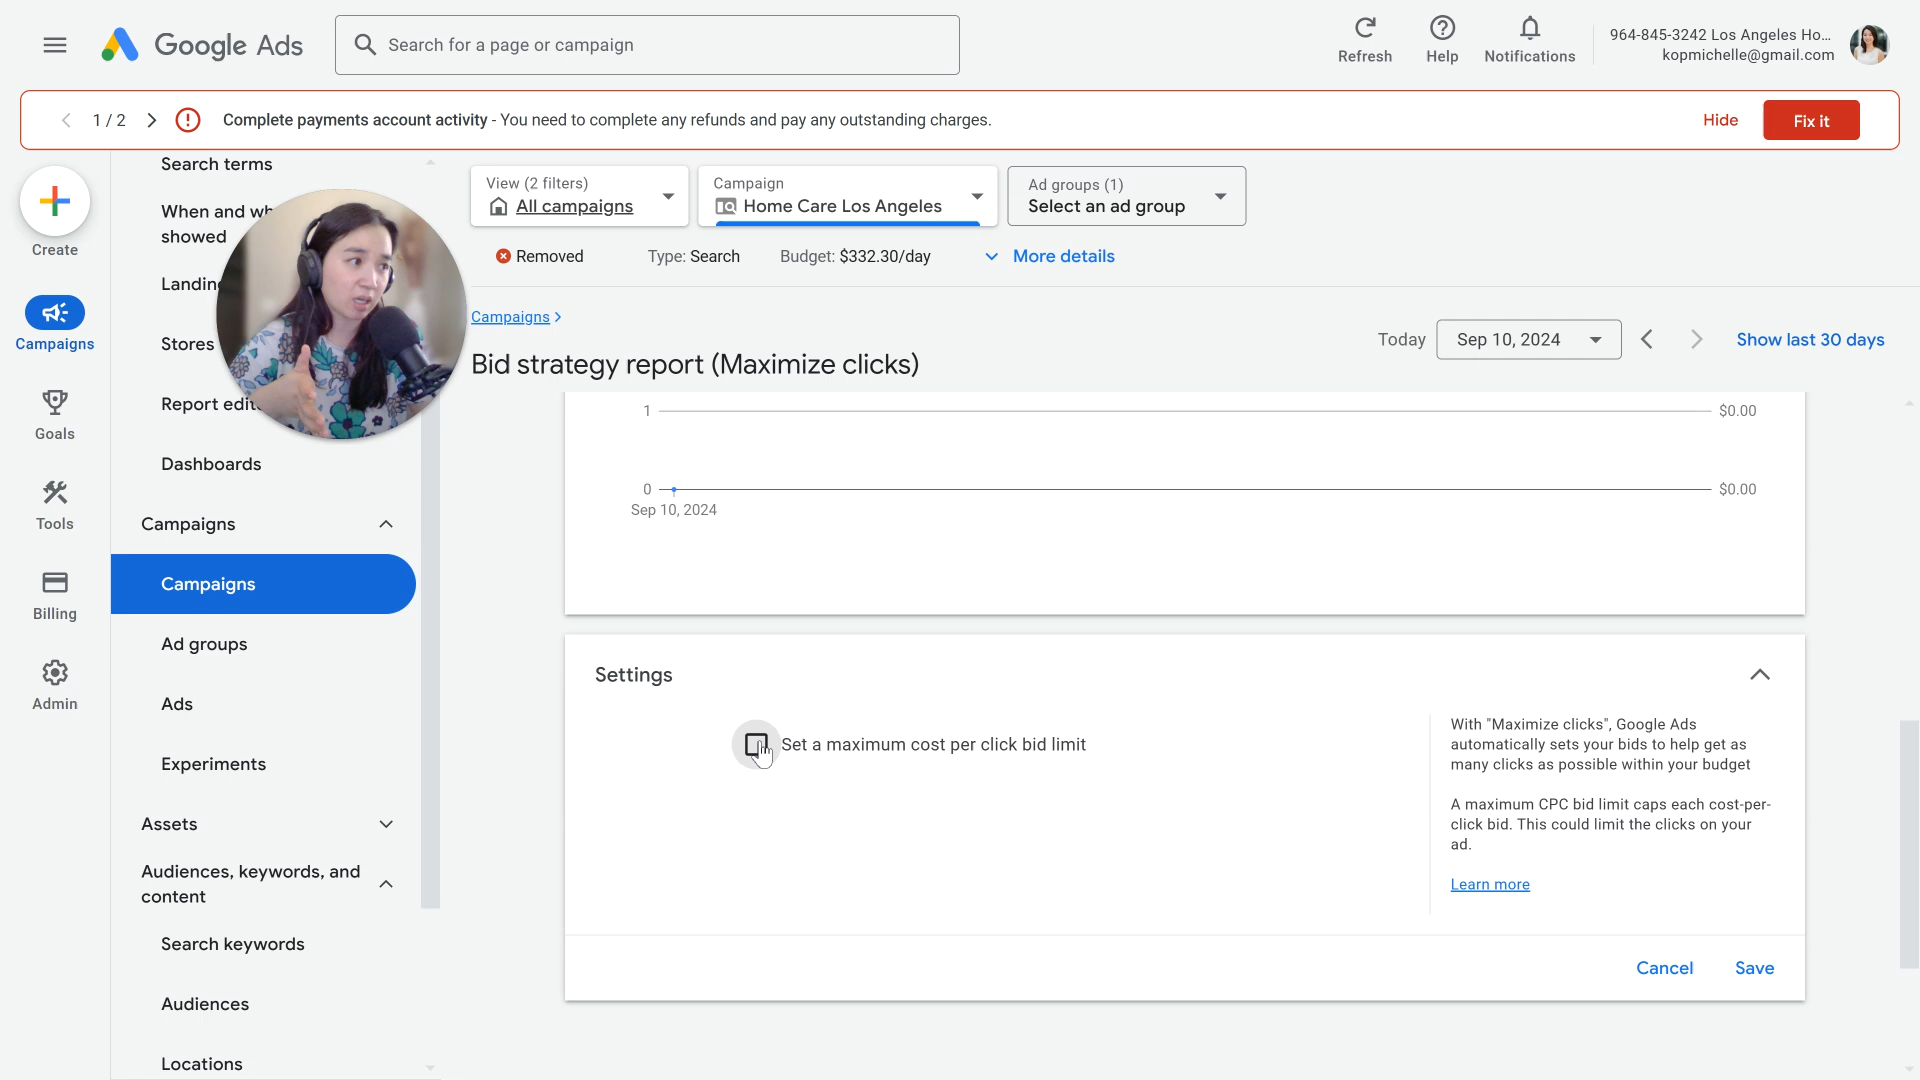 Google Ads
Search for a page or campaign
Refresh
Help
Notifications
964-845-3242 Los Angeles Ho...
kopmichelle@gmail.com
1 / 2
Complete payments account activity - You need to complete any refunds and pay any outstanding charges.
Hide
Fix it
Create
Campaigns
Goals
Tools
Billing
Admin
Search terms
When and wh
showed
Landing
Stores
Report edit
Dashboards
Campaigns
Campaigns
Ad groups
Ads
Experiments
Assets
Audiences, keywords, and
content
Search keywords
Audiences
Locations
View (2 filters)
All campaigns
Campaign
Home Care Los Angeles
Ad groups (1)
Select an ad group
Removed
Type: Search
Budget: $332.30/day
More details
Campaigns >
Bid strategy report (Maximize clicks)
Today
Sep 10, 2024
Show last 30 days
1
$0.00
0
$0.00
Sep 10, 2024
Settings
Set a maximum cost per click bid limit
With "Maximize clicks", Google Ads
automatically sets your bids to help get as
many clicks as possible within your budget
A maximum CPC bid limit caps each cost-per-
click bid. This could limit the clicks on your
ad.
Learn more
Cancel
Save